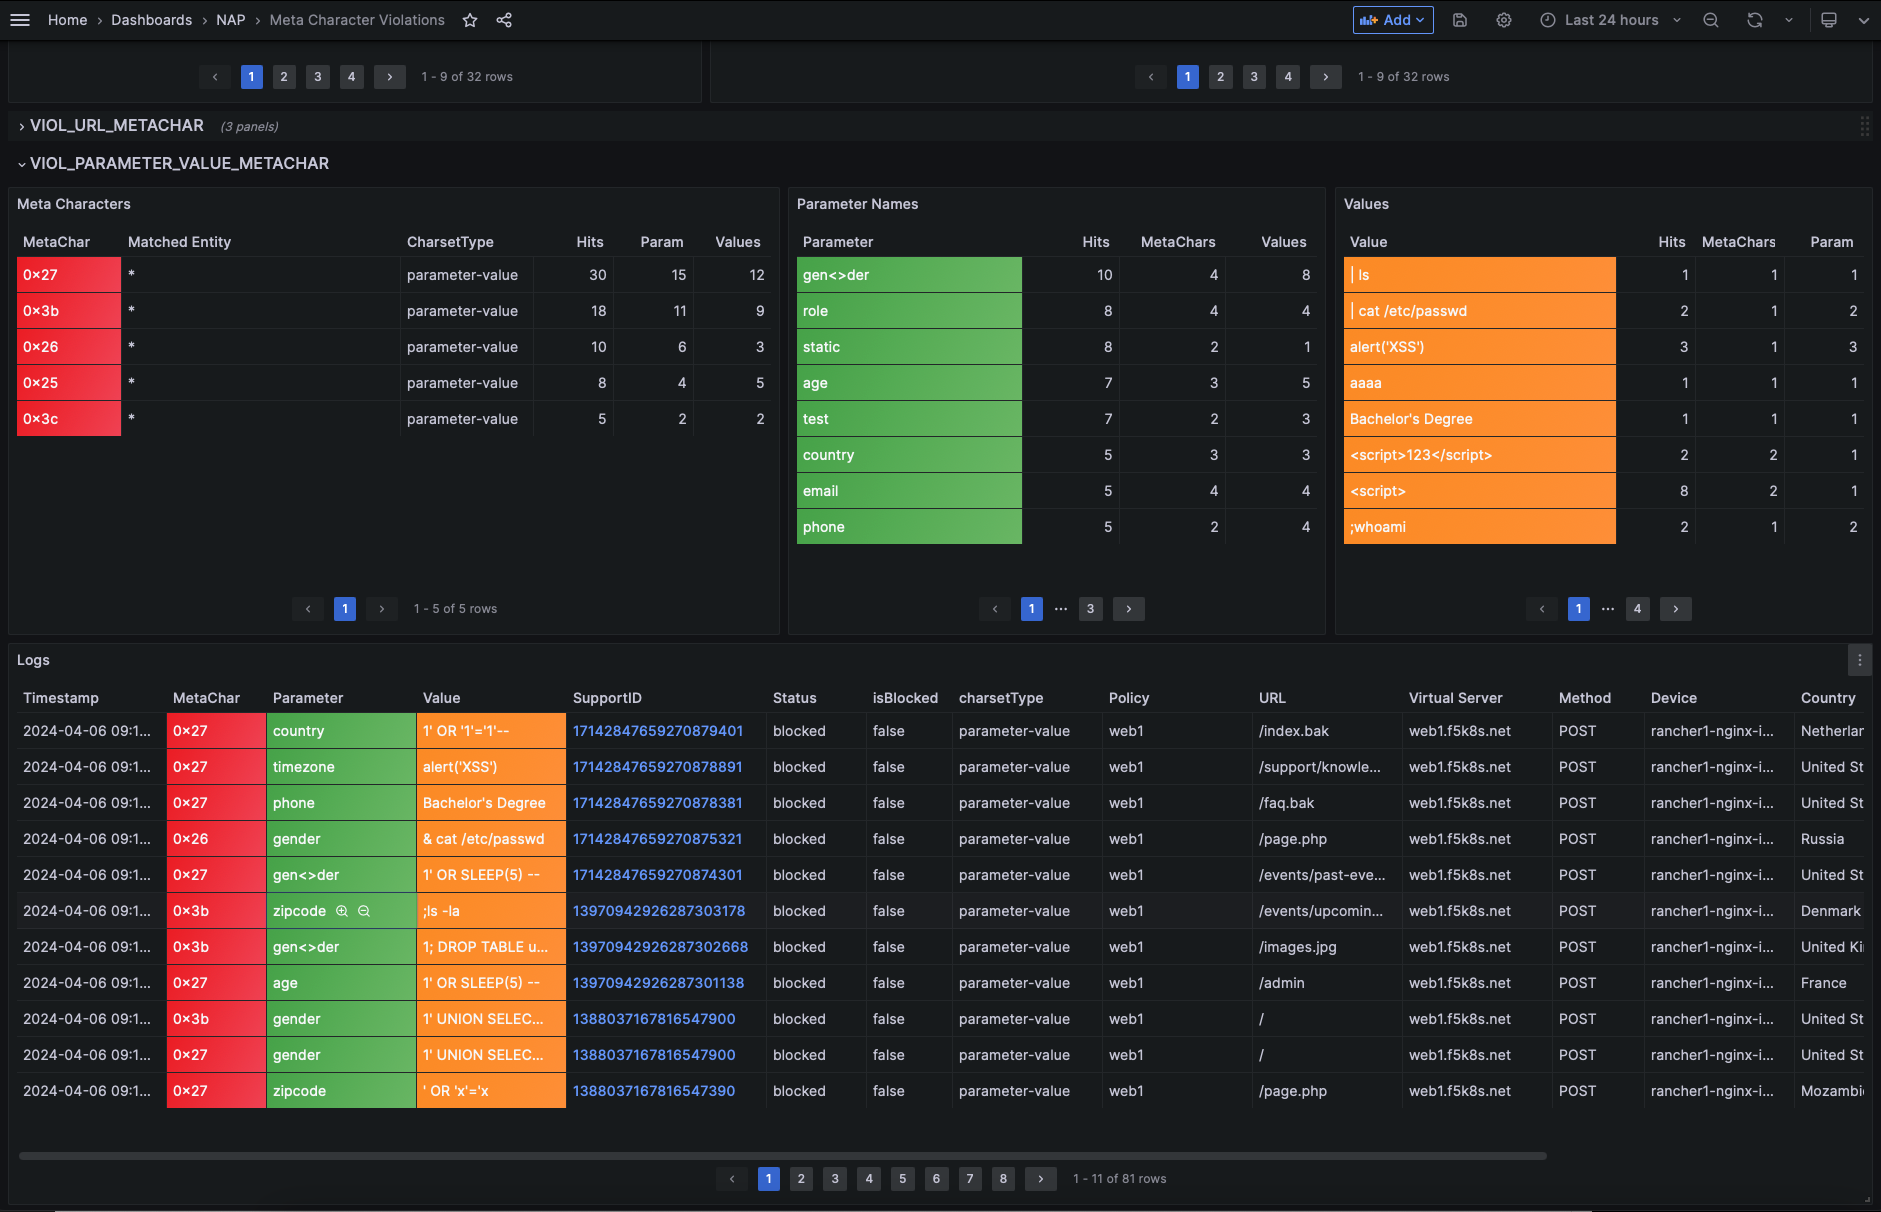 Home › Dashboards › NAP › Meta Character Violations Add Last 24 hours
‹ 1 2 3 4 › 1 - 9 of 32 rows
‹ 1 2 3 4 › 1 - 9 of 32 rows
VIOL_URL_METACHAR (3 panels)
VIOL_PARAMETER_VALUE_METACHAR
Meta Characters
MetaChar Matched Entity CharsetType Hits Param Values
0x27 * parameter-value 30 15 12
0x3b * parameter-value 18 11 9
0x26 * parameter-value 10 6 3
0x25 * parameter-value 8 4 5
0x3c * parameter-value 5 2 2
‹ 1 › 1 - 5 of 5 rows
Parameter Names
Parameter Hits MetaChars Values
gen<>der 10 4 8
role 8 4 4
static 8 2 1
age 7 3 5
test 7 2 3
country 5 3 3
email 5 4 4
phone 5 2 4
‹ 1 ··· 3 ›
Values
Value Hits MetaChars Param
| ls 1 1 1
| cat /etc/passwd 2 1 2
alert('XSS') 3 1 3
aaaa 1 1 1
Bachelor's Degree 1 1 1
<script>123</script> 2 2 1
<script> 8 2 1
;whoami 2 1 2
‹ 1 ··· 4 ›
Logs
Timestamp MetaChar Parameter Value SupportID Status isBlocked charsetType Policy URL Virtual Server Method Device Country
2024-04-06 09:1... 0x27 country 1' OR '1'='1'-- 17142847659270879401 blocked false parameter-value web1 /index.bak web1.f5k8s.net POST rancher1-nginx-i... Netherlar
2024-04-06 09:1... 0x27 timezone alert('XSS') 17142847659270878891 blocked false parameter-value web1 /support/knowle... web1.f5k8s.net POST rancher1-nginx-i... United St
2024-04-06 09:1... 0x27 phone Bachelor's Degree 17142847659270878381 blocked false parameter-value web1 /faq.bak web1.f5k8s.net POST rancher1-nginx-i... United St
2024-04-06 09:1... 0x26 gender & cat /etc/passwd 17142847659270875321 blocked false parameter-value web1 /page.php web1.f5k8s.net POST rancher1-nginx-i... Russia
2024-04-06 09:1... 0x27 gen<>der 1' OR SLEEP(5) -- 17142847659270874301 blocked false parameter-value web1 /events/past-eve... web1.f5k8s.net POST rancher1-nginx-i... United St
2024-04-06 09:1... 0x3b zipcode ;ls -la 13970942926287303178 blocked false parameter-value web1 /events/upcomin... web1.f5k8s.net POST rancher1-nginx-i... Denmark
2024-04-06 09:1... 0x3b gen<>der 1; DROP TABLE u... 13970942926287302668 blocked false parameter-value web1 /images.jpg web1.f5k8s.net POST rancher1-nginx-i... United Ki
2024-04-06 09:1... 0x27 age 1' OR SLEEP(5) -- 13970942926287301138 blocked false parameter-value web1 /admin web1.f5k8s.net POST rancher1-nginx-i... France
2024-04-06 09:1... 0x3b gender 1' UNION SELEC... 1388037167816547900 blocked false parameter-value web1 / web1.f5k8s.net POST rancher1-nginx-i... United St
2024-04-06 09:1... 0x27 gender 1' UNION SELEC... 1388037167816547900 blocked false parameter-value web1 / web1.f5k8s.net POST rancher1-nginx-i... United St
2024-04-06 09:1... 0x27 zipcode ' OR 'x'='x 1388037167816547390 blocked false parameter-value web1 /page.php web1.f5k8s.net POST rancher1-nginx-i... Mozambi
‹ 1 2 3 4 5 6 7 8 › 1 - 11 of 81 rows